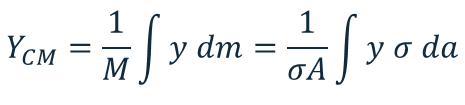 Y_{CM} = \frac{1}{M} \int y \, dm = \frac{1}{\sigma A} \int y \, \sigma \, da